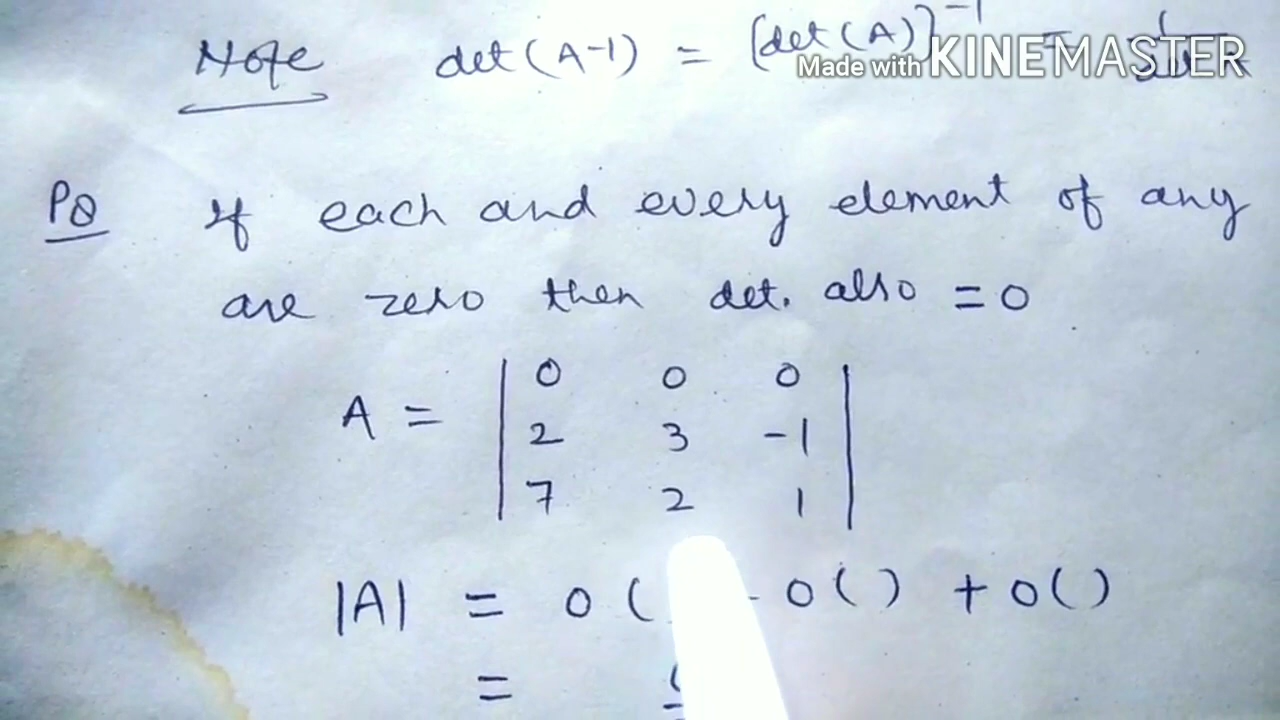 Note det(A-1) = [det(A)]-1 =
Made with KINEMASTER
P8 If each and every element of any
are zero then det. also = 0
A = | 0 0 0 |
| 2 3 -1 |
| 7 2 1 |
|A| = 0 ( - 0 ( ) + 0 ( )
=